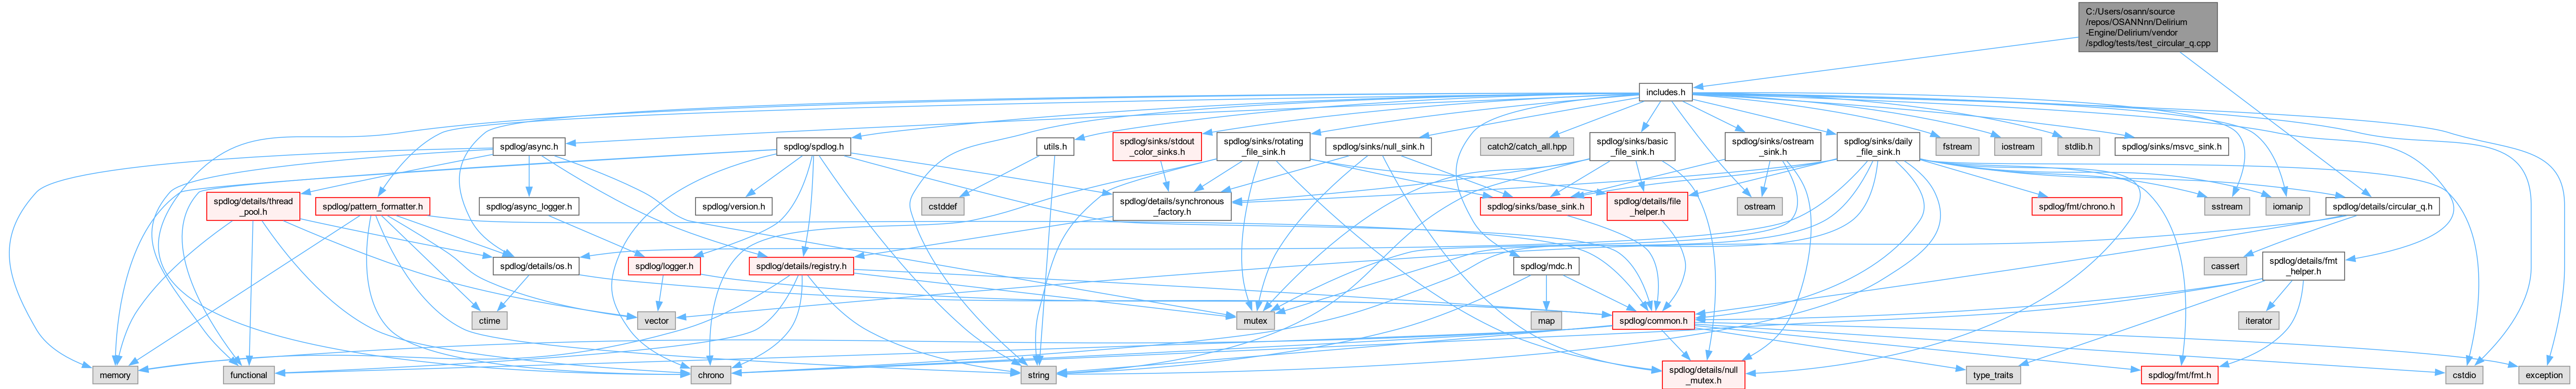 C:/Users/osann/source
/repos/OSANNnn/Delirium
-Engine/Delirium/vendor
/spdlog/tests/test_circular_q.cpp
includes.h
spdlog/async.h
spdlog/spdlog.h
utils.h
spdlog/sinks/stdout
_color_sinks.h
spdlog/sinks/rotating
_file_sink.h
spdlog/sinks/null_sink.h
catch2/catch_all.hpp
spdlog/sinks/basic
_file_sink.h
spdlog/sinks/ostream
_sink.h
spdlog/sinks/daily
_file_sink.h
fstream
iostream
stdlib.h
spdlog/sinks/msvc_sink.h
spdlog/details/thread
_pool.h
spdlog/pattern_formatter.h
spdlog/async_logger.h
spdlog/version.h
cstddef
spdlog/details/synchronous
_factory.h
spdlog/sinks/base_sink.h
spdlog/details/file
_helper.h
ostream
spdlog/fmt/chrono.h
sstream
iomanip
spdlog/details/circular_q.h
spdlog/details/os.h
spdlog/logger.h
spdlog/details/registry.h
spdlog/mdc.h
cassert
spdlog/details/fmt
_helper.h
ctime
vector
mutex
map
spdlog/common.h
iterator
memory
functional
chrono
string
spdlog/details/null
_mutex.h
type_traits
spdlog/fmt/fmt.h
cstdio
exception